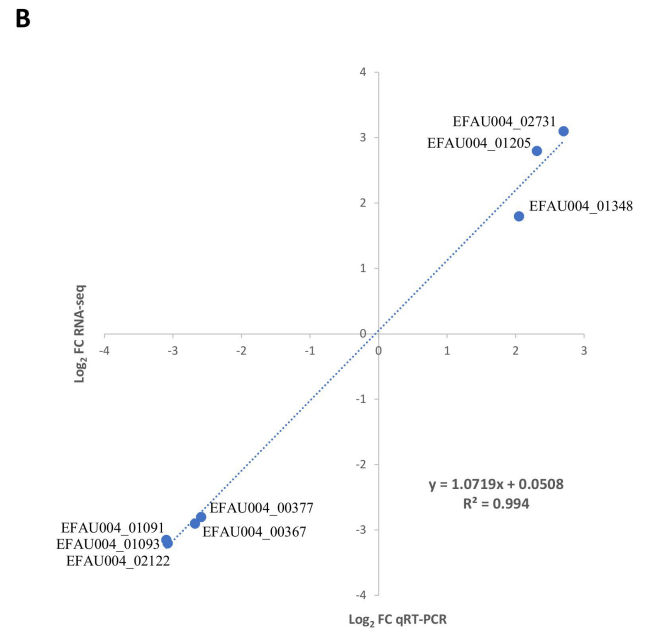 B
4
EFAU004_02731
3
EFAU004_01205
2
EFAU004_01348
1
Log2 FC RNA-seq
0
-4 -3 -2 -1 0 1 2 3
-1
-2
y = 1.0719x + 0.0508
R² = 0.994
EFAU004_00377
-3
EFAU004_01091
EFAU004_00367
EFAU004_01093
EFAU004_02122
-4
Log2 FC qRT-PCR